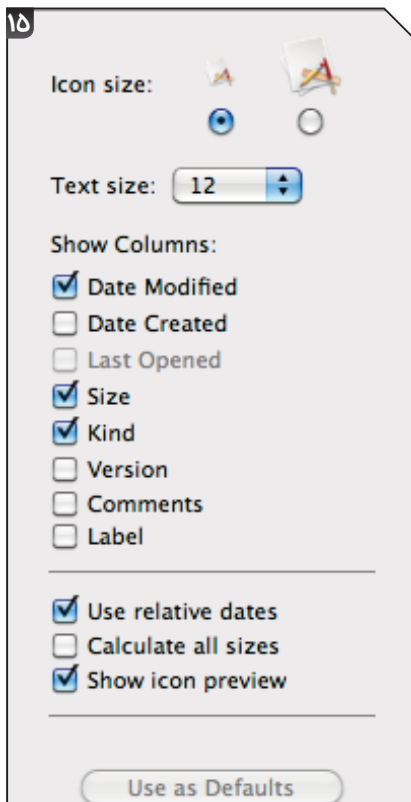 ۱۵
Icon size:
Text size: 12
Show Columns:
Date Modified
Date Created
Last Opened
Size
Kind
Version
Comments
Label
Use relative dates
Calculate all sizes
Show icon preview
Use as Defaults